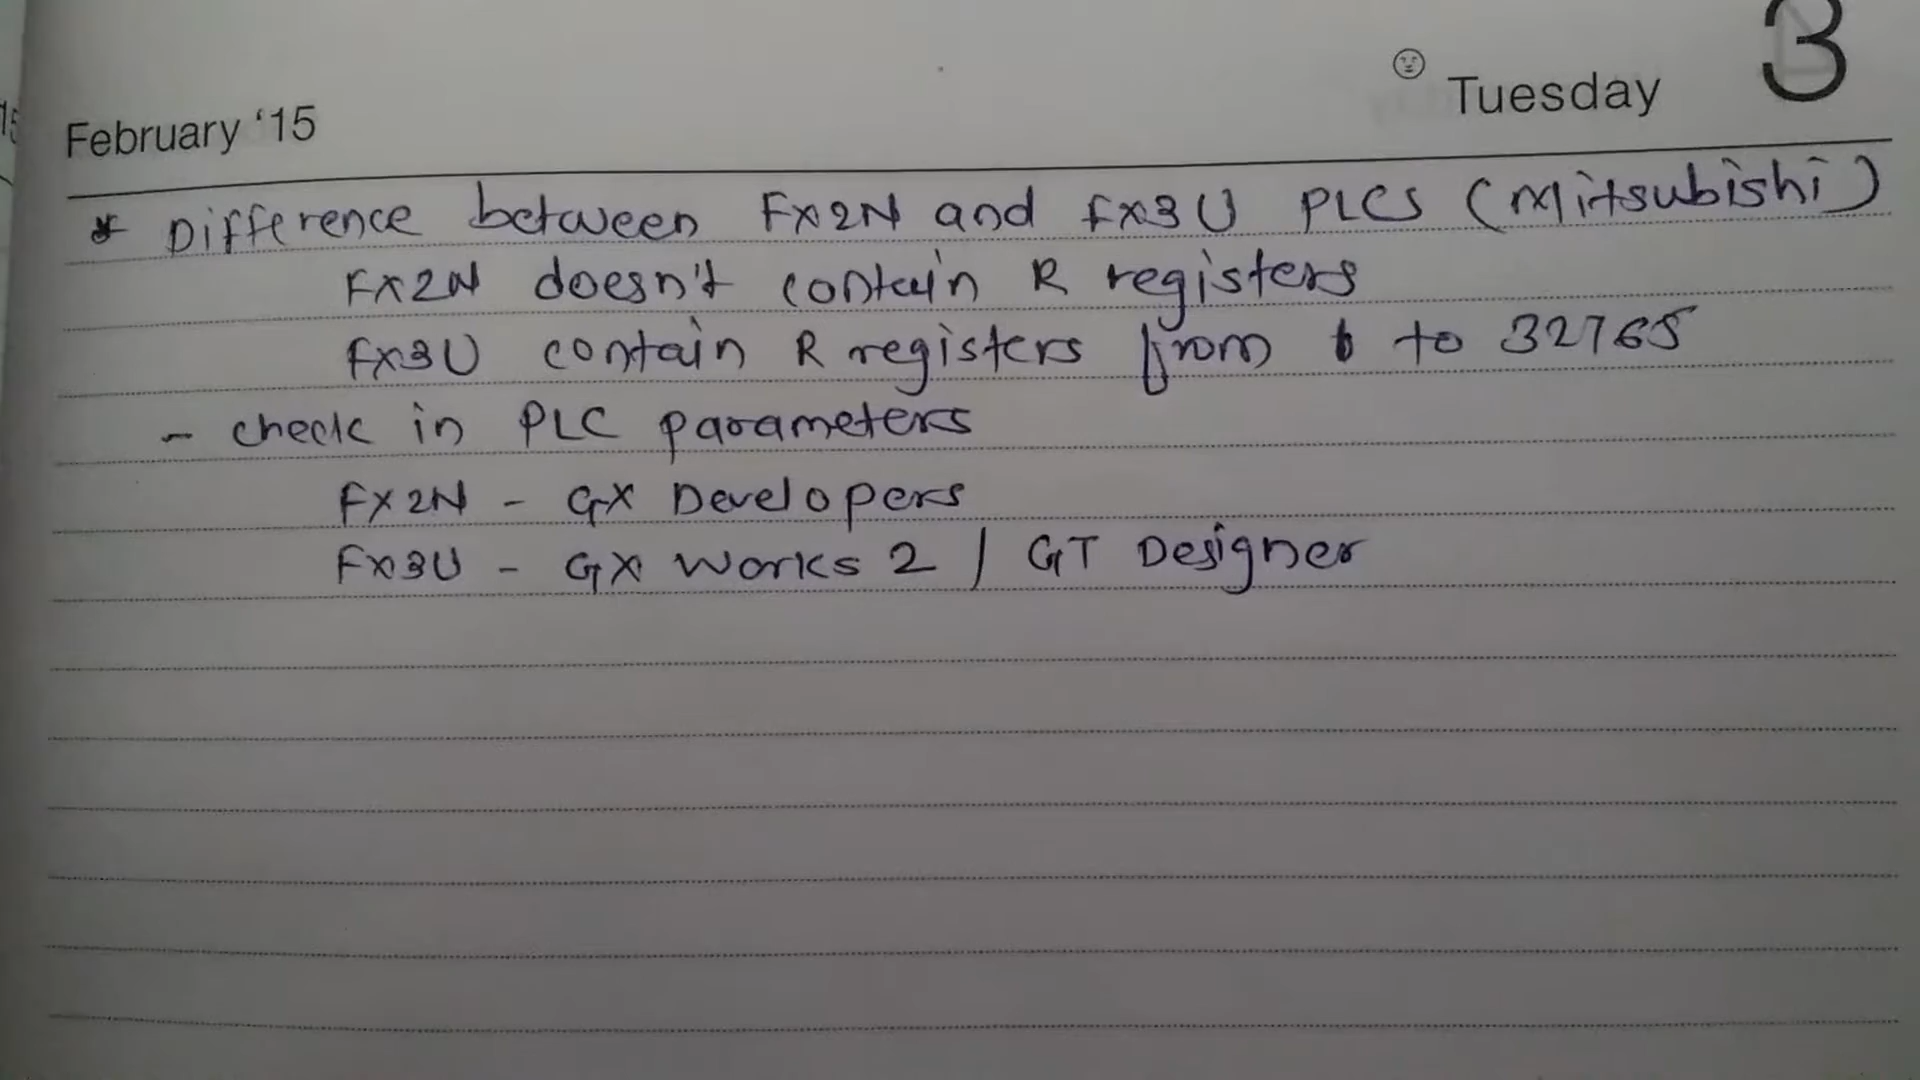 February '15
Tuesday 3
* Difference between FX2N and FX3U PLCS (Mitsubishi)
FX2N doesn't contain R registers
FX3U contain R registers from to 32765
- check in PLC parameters
FX2N - GX Developers
FX3U - GX Works 2 / GT Designer